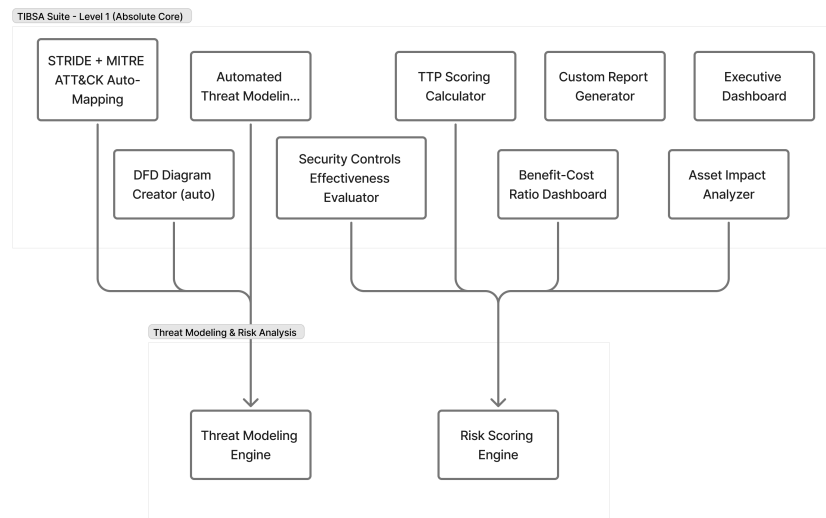 TIBSA Suite - Level 1 (Absolute Core)
STRIDE + MITRE
ATT&CK Auto-
Mapping
Automated
Threat Modelin...
TTP Scoring
Calculator
Custom Report
Generator
Executive
Dashboard
DFD Diagram
Creator (auto)
Security Controls
Effectiveness
Evaluator
Benefit-Cost
Ratio Dashboard
Asset Impact
Analyzer
Threat Modeling & Risk Analysis
Threat Modeling
Engine
Risk Scoring
Engine